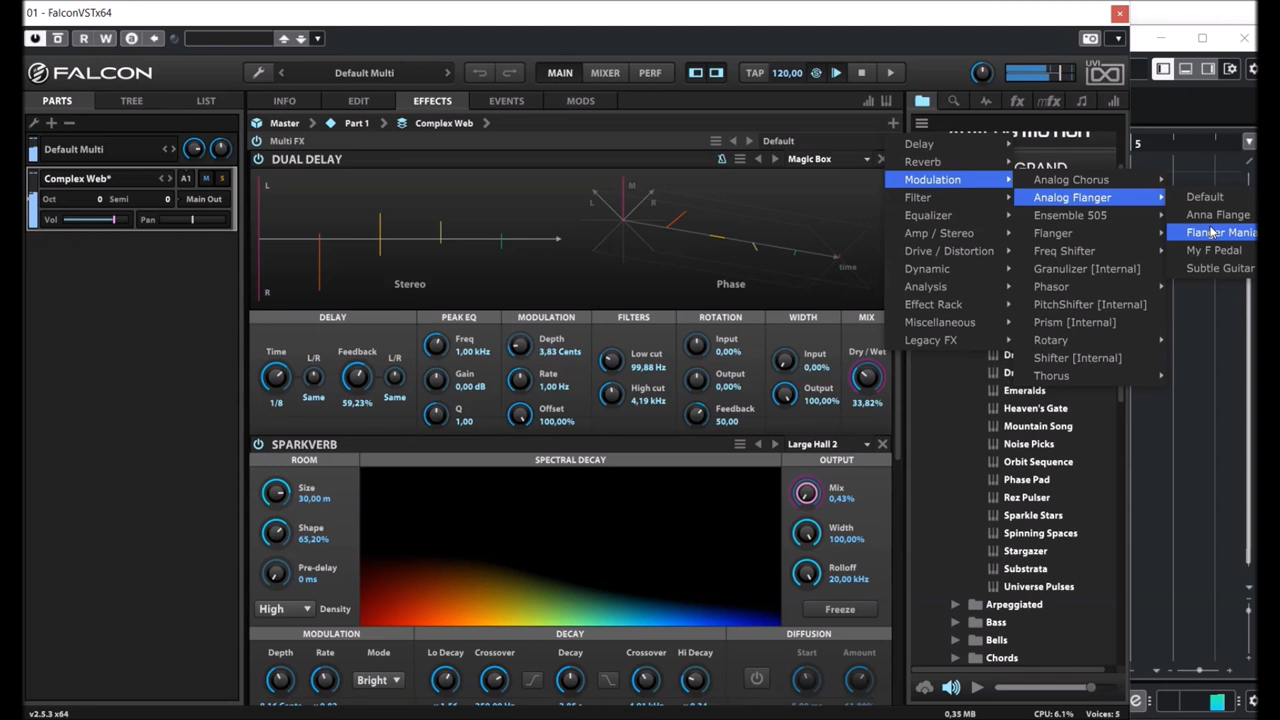 01 - FalconVSTx64
R W a
FALCON
Default Multi
MAIN MIXER PERF
TAP 120,00
UVI
PARTS TREE LIST
INFO EDIT EFFECTS EVENTS MODS
fx mfx
5
Master Part 1 Complex Web
Default Multi
Complex Web* A1 M S
Oct 0 Semi 0 Main Out
Vol Pan
Multi FX Default
DUAL DELAY Magic Box
L
R
Stereo
M
L
R
time
Phase
DELAY PEAK EQ MODULATION FILTERS ROTATION WIDTH MIX
Time L/R Feedback L/R
1/8 Same 59,23% Same
Freq
1,00 kHz
Gain
0,00 dB
Q
1,00
Depth
3,83 Cents
Rate
1,00 Hz
Offset
100,00%
Low cut
99,88 Hz
High cut
4,19 kHz
Input
0,00%
Output
0,00%
Feedback
50,00
Input
0,00%
Output
100,00%
Dry / Wet
33,82%
SPARKVERB Large Hall 2
ROOM SPECTRAL DECAY OUTPUT
Size
30,00 m
Shape
65,20%
Pre-delay
0 ms
High Density
Mix
0,43%
Width
100,00%
Rolloff
20,00 kHz
Freeze
MODULATION DECAY DIFFUSION
Depth Rate Mode Lo Decay Crossover Decay Crossover Hi Decay Start Amount
Bright
GRAND
Delay
Reverb
Modulation
Filter
Equalizer
Amp / Stereo
Drive / Distortion
Dynamic
Analysis
Effect Rack
Miscellaneous
Legacy FX
Analog Chorus
Analog Flanger
Ensemble 505
Flanger
Freq Shifter
Granulizer [Internal]
Phasor
PitchShifter [Internal]
Prism [Internal]
Rotary
Shifter [Internal]
Thorus
Default
Anna Flange
Flanger Mania
My F Pedal
Subtle Guitar
Emeralds
Heaven's Gate
Mountain Song
Noise Picks
Orbit Sequence
Phase Pad
Rez Pulser
Sparkle Stars
Spinning Spaces
Stargazer
Substrata
Universe Pulses
Arpeggiated
Bass
Bells
Chords
v2.5.3 x64
0,35 MB CPU: 6.1% Voices: 5